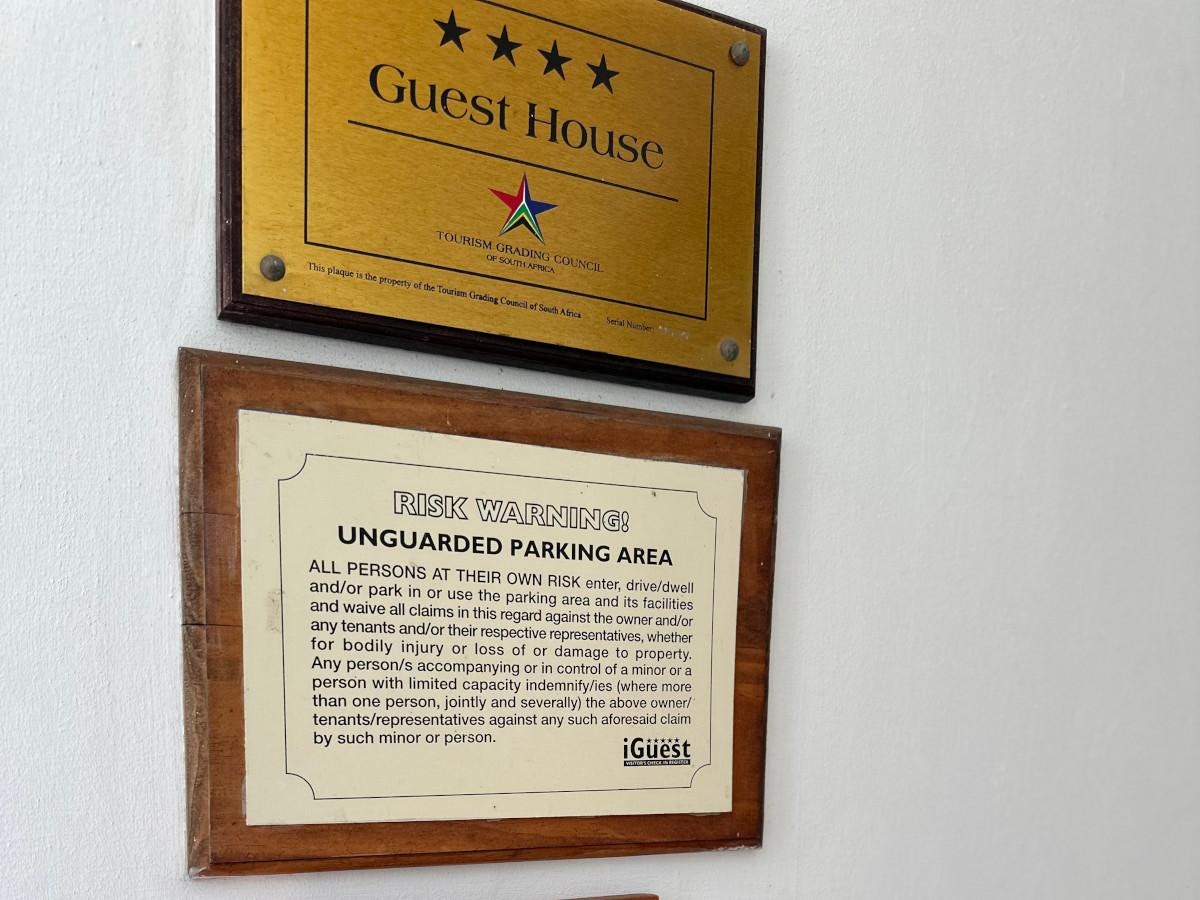 Guest House
TOURISM GRADING COUNCIL
OF SOUTH AFRICA
This plaque is the property of the Tourism Grading Council of South Africa
Serial Number:
RISK WARNING!
UNGUARDED PARKING AREA
ALL PERSONS AT THEIR OWN RISK enter, drive/dwell
and/or park in or use the parking area and its facilities
and waive all claims in this regard against the owner and/or
any tenants and/or their respective representatives, whether
for bodily injury or loss of or damage to property.
Any person/s accompanying or in control of a minor or a
person with limited capacity indemnify/ies (where more
than one person, jointly and severally) the above owner/
tenants/representatives against any such aforesaid claim
by such minor or person.
iGuest
VISITOR'S CHECK IN REGISTER